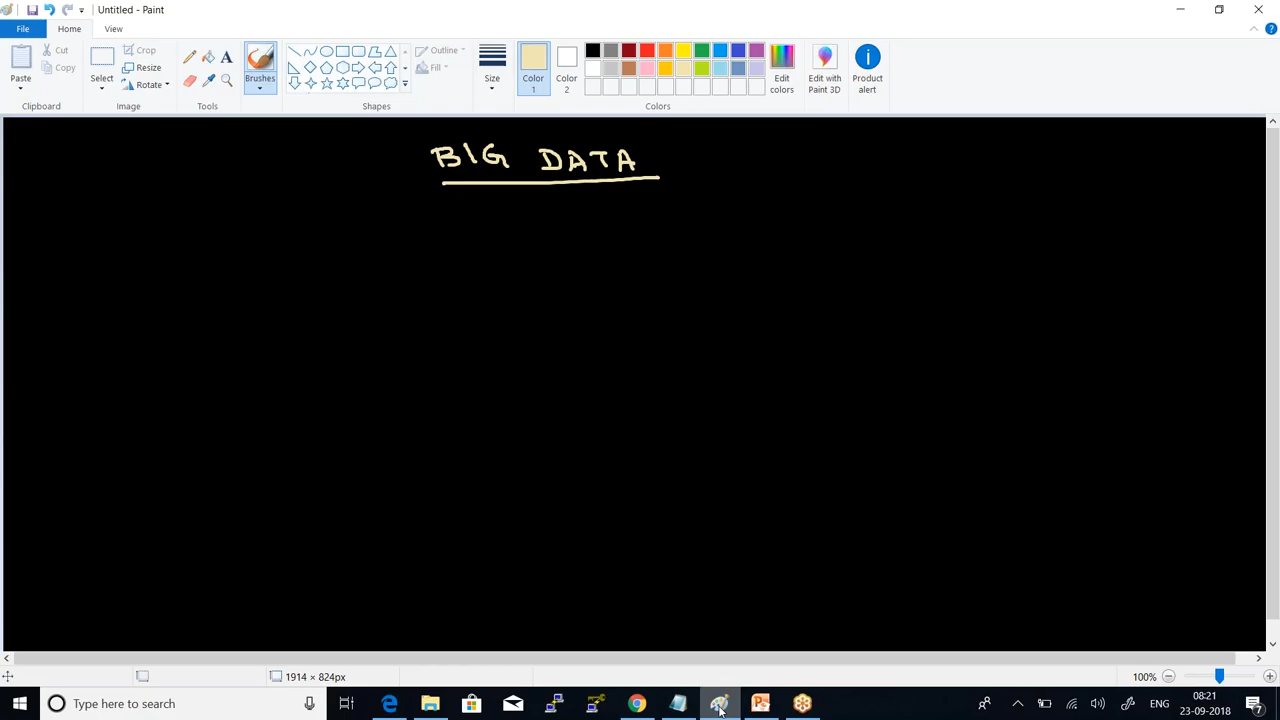 Untitled - Paint
File Home View
Paste
Cut
Copy
Clipboard
Select
Crop
Resize
Rotate
Image
Tools
Brushes
Shapes
Outline
Fill
Size
Color 1
Color 2
Edit colors
Colors
Edit with Paint 3D
Product alert
BIG DATA
1914 × 824px
100%
Type here to search
ENG
08:21
23-09-2018
7